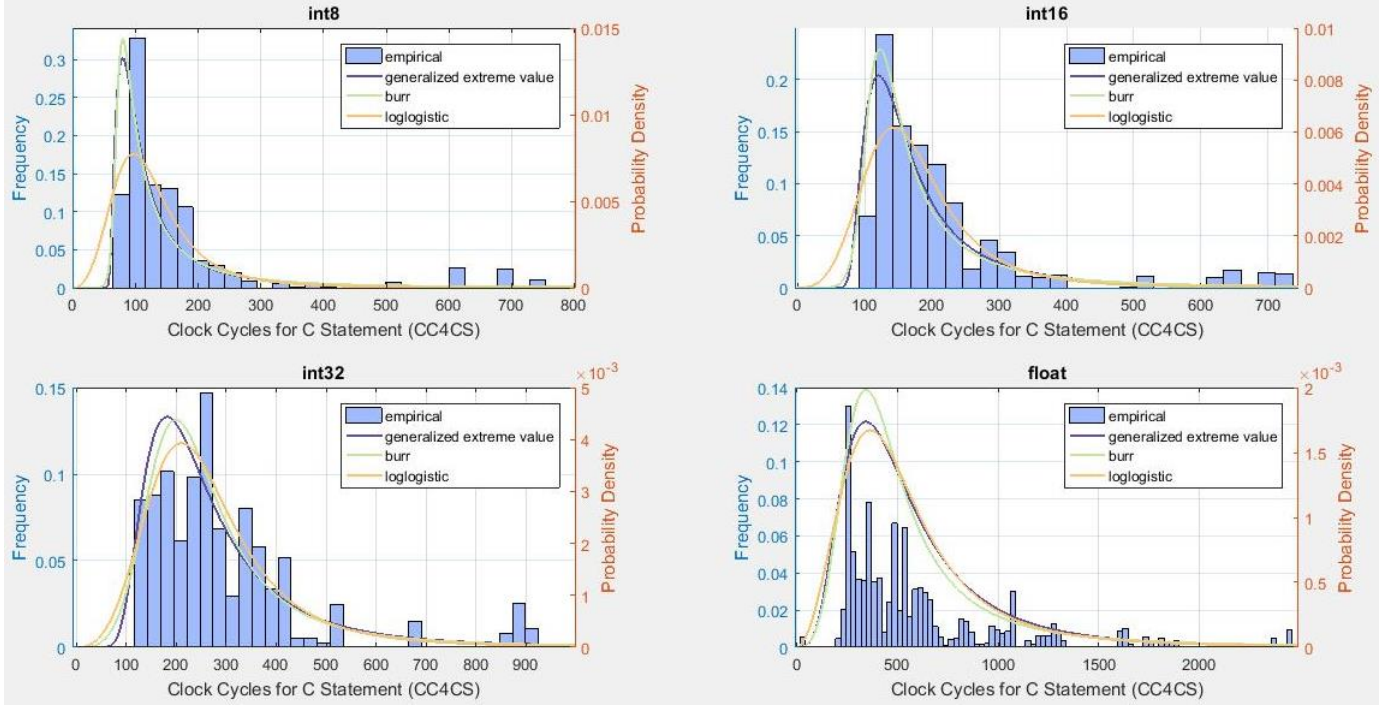 int8
0.3
0.25
0.2
0.15
0.1
0.05
0
Frequency
0.015
0.01
0.005
0
Probability Density
empirical
generalized extreme value
burr
loglogistic
0 100 200 300 400 500 600 700 800
Clock Cycles for C Statement (CC4CS)
int16
0.2
0.15
0.1
0.05
0
Frequency
0.01
0.008
0.006
0.004
0.002
0
Probability Density
empirical
generalized extreme value
burr
loglogistic
0 100 200 300 400 500 600 700
Clock Cycles for C Statement (CC4CS)
int32
0.15
0.1
0.05
0
Frequency
×10-3
5
4
3
2
1
0
Probability Density
empirical
generalized extreme value
burr
loglogistic
0 100 200 300 400 500 600 700 800 900
Clock Cycles for C Statement (CC4CS)
float
0.14
0.12
0.1
0.08
0.06
0.04
0.02
0
Frequency
×10-3
2
1.5
1
0.5
0
Probability Density
empirical
generalized extreme value
burr
loglogistic
0 500 1000 1500 2000
Clock Cycles for C Statement (CC4CS)